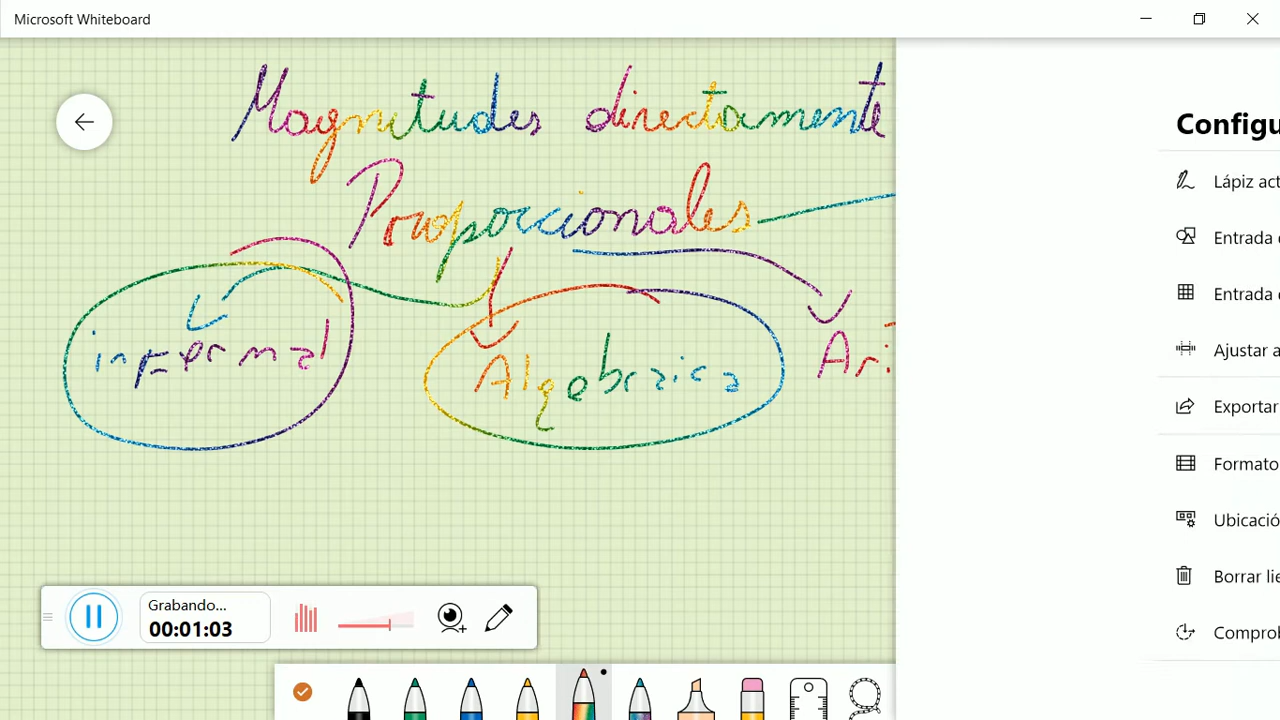 Microsoft Whiteboard
Magnitudes directamente
Proporcionales
informal
Algebraica
Ari
Grabando...
00:01:03
Configu
Lápiz act
Entrada d
Entrada d
Ajustar a
Exportar
Formato
Ubicació
Borrar lie
Comprob